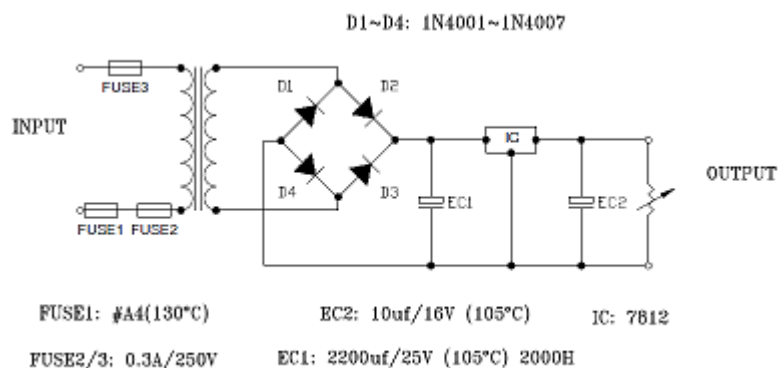 D1~D4: 1N4001~1N4007
FUSE3
D1
D2
INPUT
IC
OUTPUT
D4
D3
EC1
EC2
FUSE1
FUSE2
FUSE1: #A4(130°C)
EC2: 10uf/16V (105°C)
IC: 7812
FUSE2/3: 0.3A/250V
EC1: 2200uf/25V (105°C) 2000H